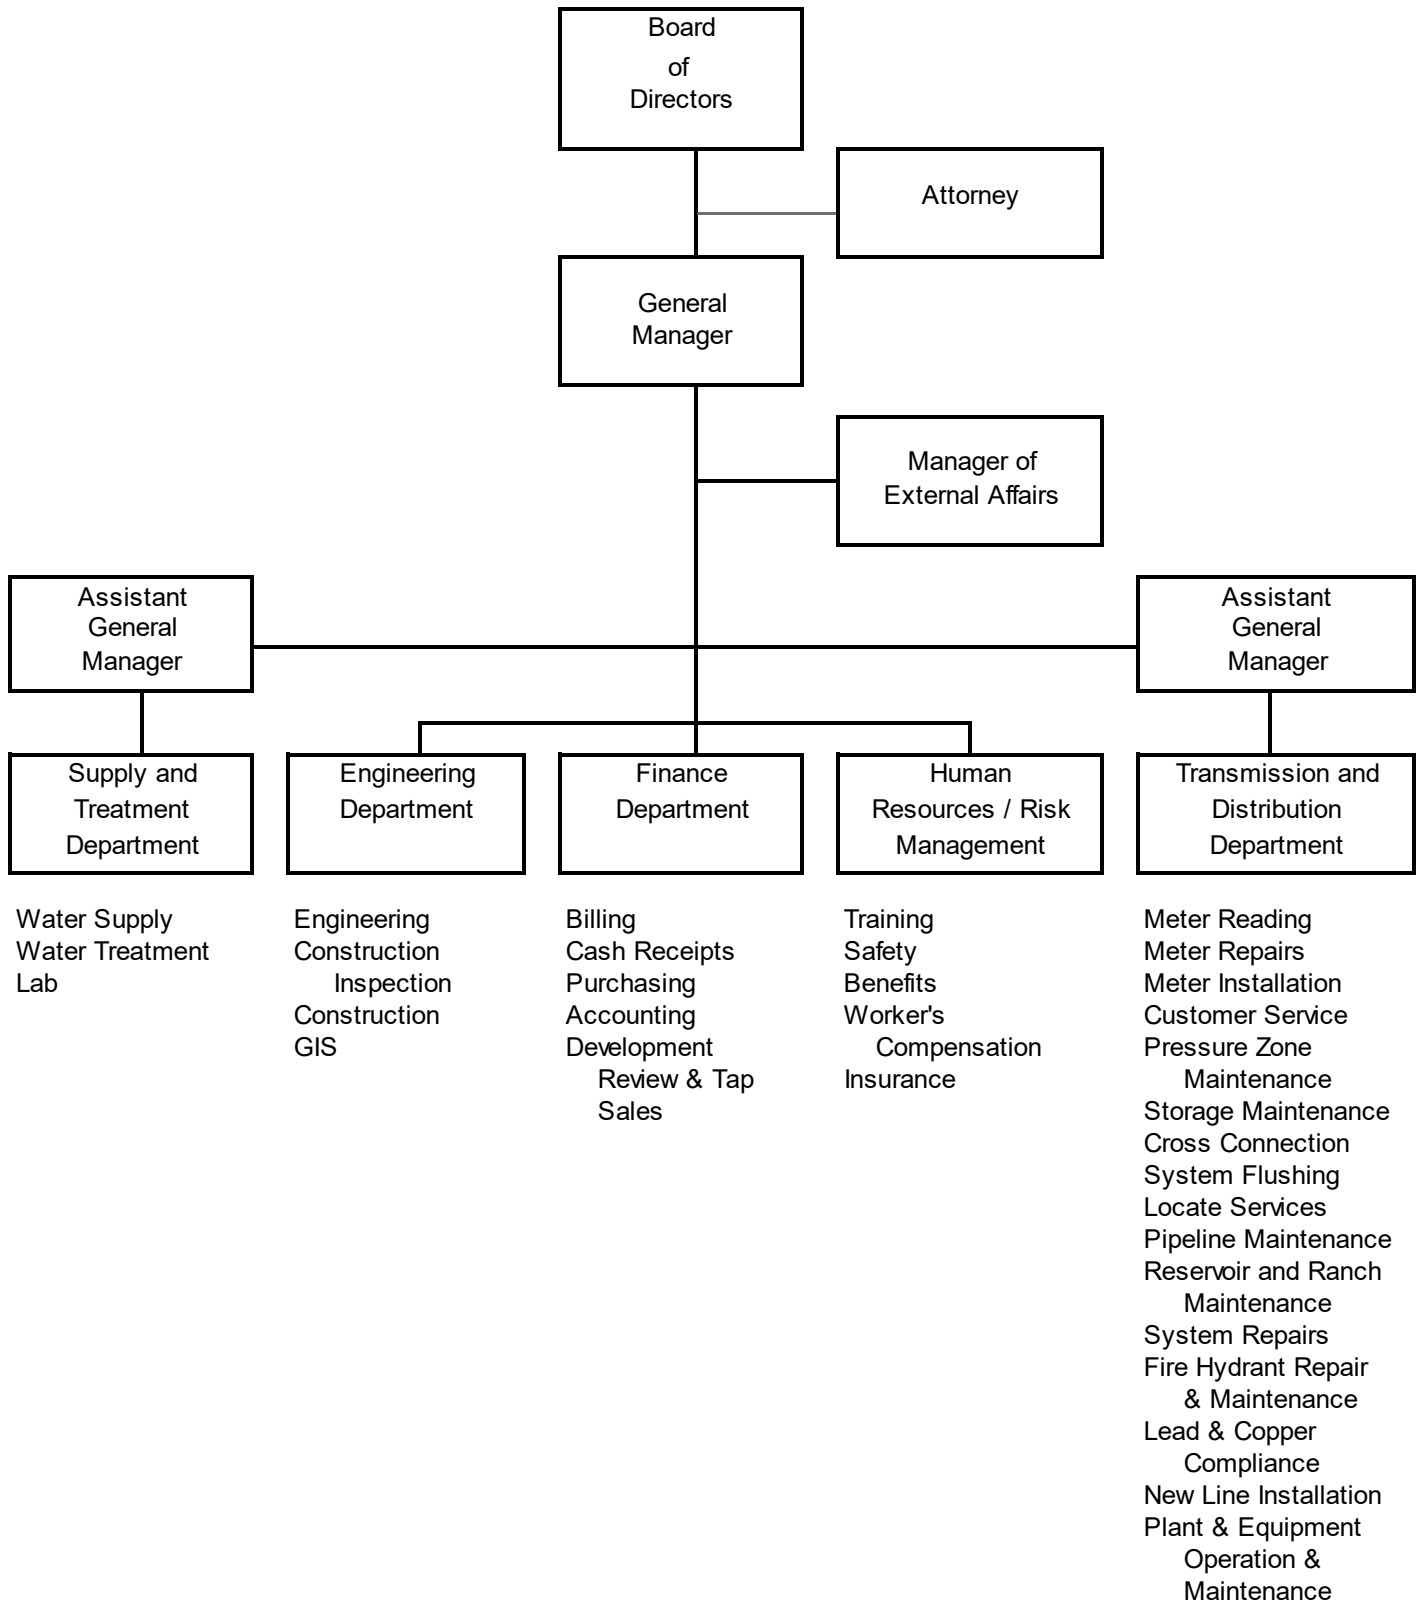 Board
of
Directors
Attorney
General
Manager
Manager of
External Affairs
Assistant
General
Manager
Assistant
General
Manager
Supply and
Treatment
Department
Engineering
Department
Finance
Department
Human
Resources / Risk
Management
Transmission and
Distribution
Department
Water Supply
Water Treatment
Lab
Engineering
Construction
Inspection
Construction
GIS
Billing
Cash Receipts
Purchasing
Accounting
Development
Review & Tap
Sales
Training
Safety
Benefits
Worker's
Compensation
Insurance
Meter Reading
Meter Repairs
Meter Installation
Customer Service
Pressure Zone
Maintenance
Storage Maintenance
Cross Connection
System Flushing
Locate Services
Pipeline Maintenance
Reservoir and Ranch
Maintenance
System Repairs
Fire Hydrant Repair
& Maintenance
Lead & Copper
Compliance
New Line Installation
Plant & Equipment
Operation &
Maintenance